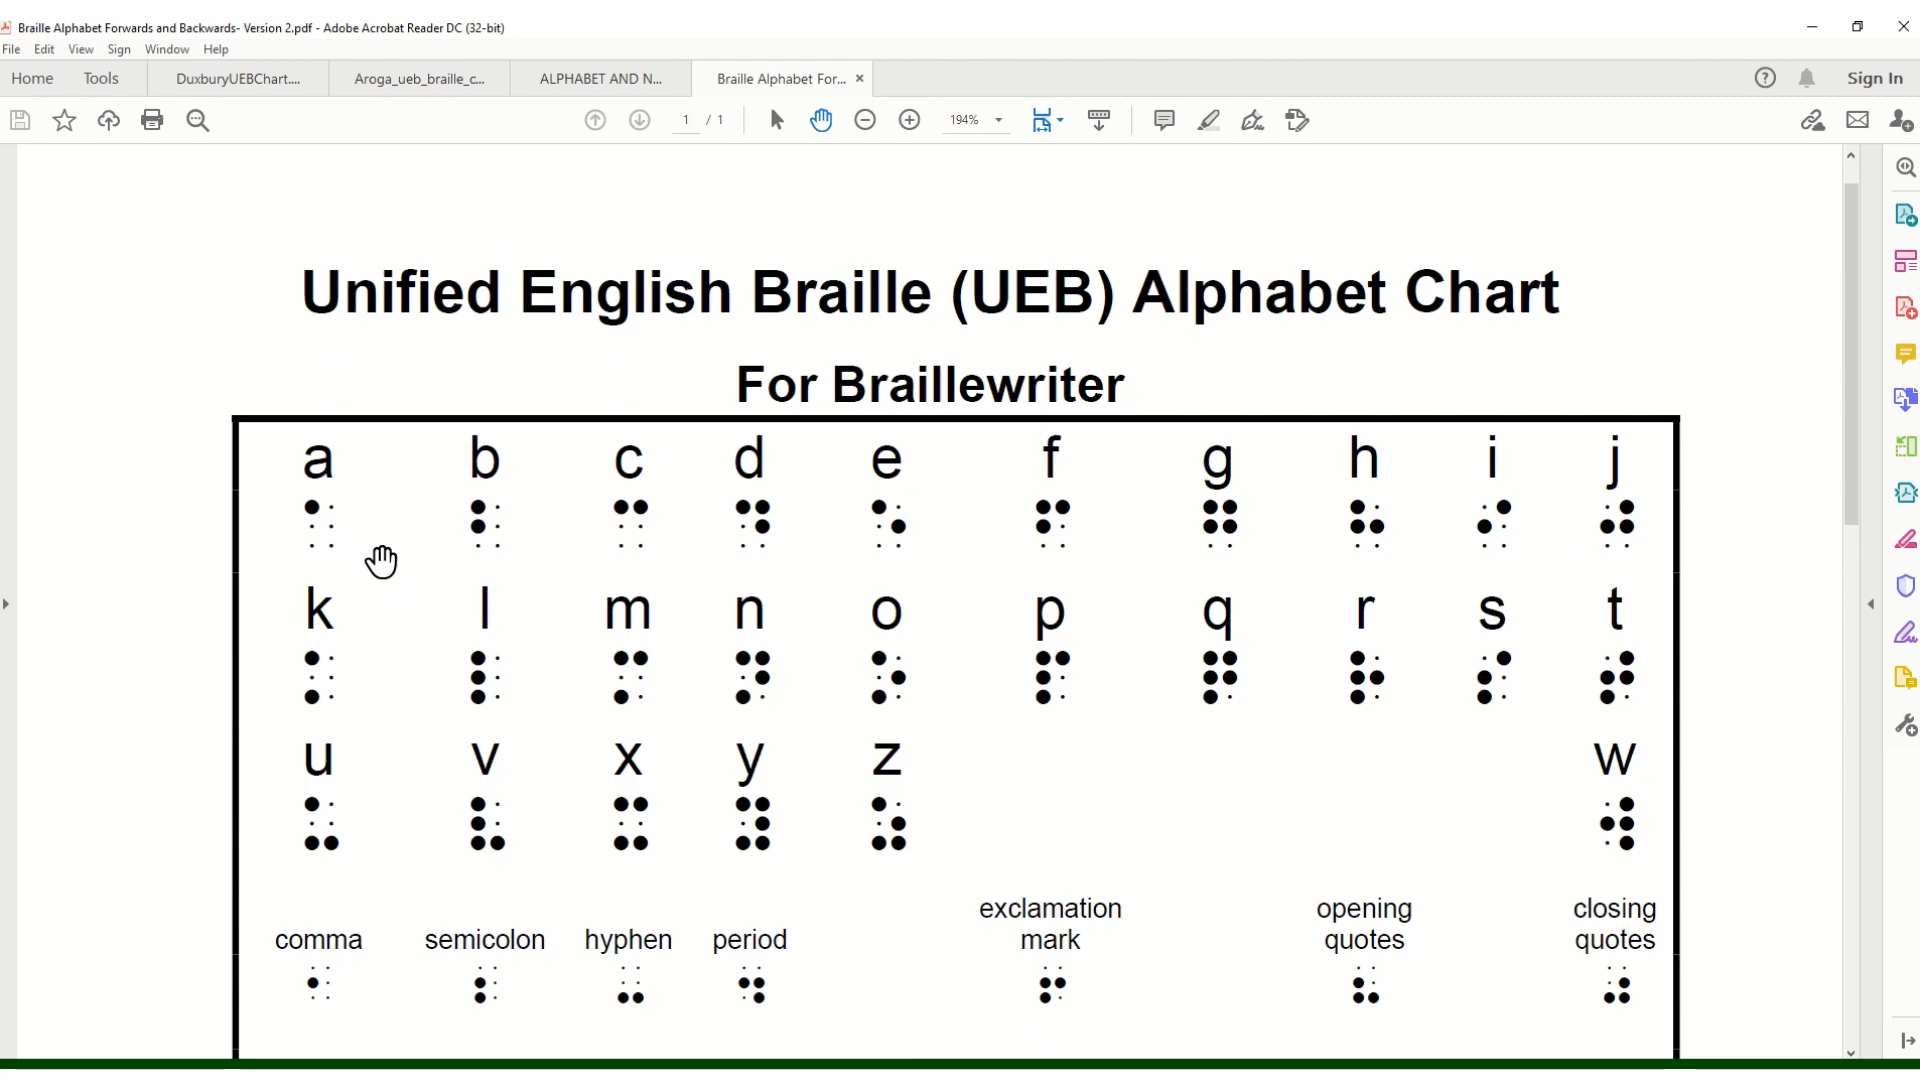 Braille Alphabet Forwards and Backwards- Version 2.pdf - Adobe Acrobat Reader DC (32-bit)
File Edit View Sign Window Help
Home Tools DuxburyUEBChart.... Aroga_ueb_braille_c... ALPHABET AND N... Braille Alphabet For... × Sign In
1 / 1 194%
Unified English Braille (UEB) Alphabet Chart
For Braillewriter
a b c d e f g h i j
⠁ ⠃ ⠉ ⠙ ⠑ ⠋ ⠛ ⠓ ⠊ ⠚
k l m n o p q r s t
⠅ ⠇ ⠍ ⠝ ⠕ ⠏ ⠟ ⠗ ⠎ ⠞
u v x y z w
⠥ ⠧ ⠭ ⠽ ⠵ ⠺
comma semicolon hyphen period exclamation mark opening quotes closing quotes
⠂ ⠆ ⠤ ⠲ ⠖ ⠦ ⠴